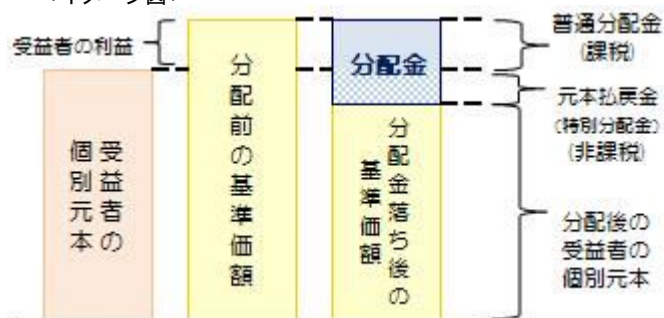 受益者の利益
受益者の
個別元本
分配前の基準価額
分配金
分配金落ち後の
基準価額
普通分配金
(課税)
元本払戻金
(特別分配金)
(非課税)
分配後の
受益者の
個別元本